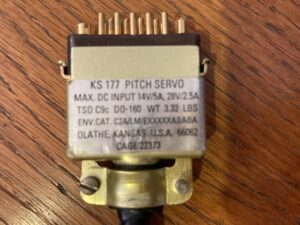 KS 177 PITCH SERVO
MAX. DC INPUT 14V/5A, 28V/2.5A
TSO C9c DO-160 WT 3.32 LBS
ENV CAT. C2A/LM/EXXXXXABABA
OLATHE, KANSAS U.S.A. 66062
CAGE:22373